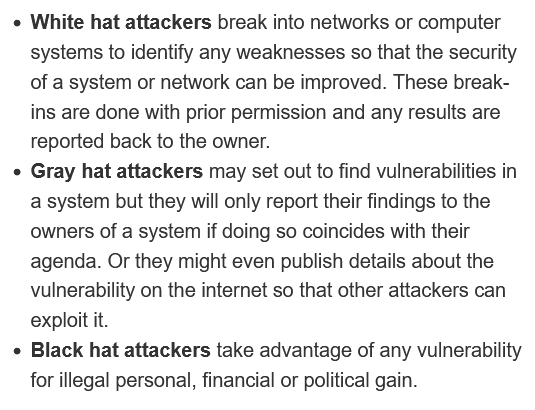 • White hat attackers break into networks or computer
systems to identify any weaknesses so that the security
of a system or network can be improved. These break-
ins are done with prior permission and any results are
reported back to the owner.
• Gray hat attackers may set out to find vulnerabilities in
a system but they will only report their findings to the
owners of a system if doing so coincides with their
agenda. Or they might even publish details about the
vulnerability on the internet so that other attackers can
exploit it.
• Black hat attackers take advantage of any vulnerability
for illegal personal, financial or political gain.